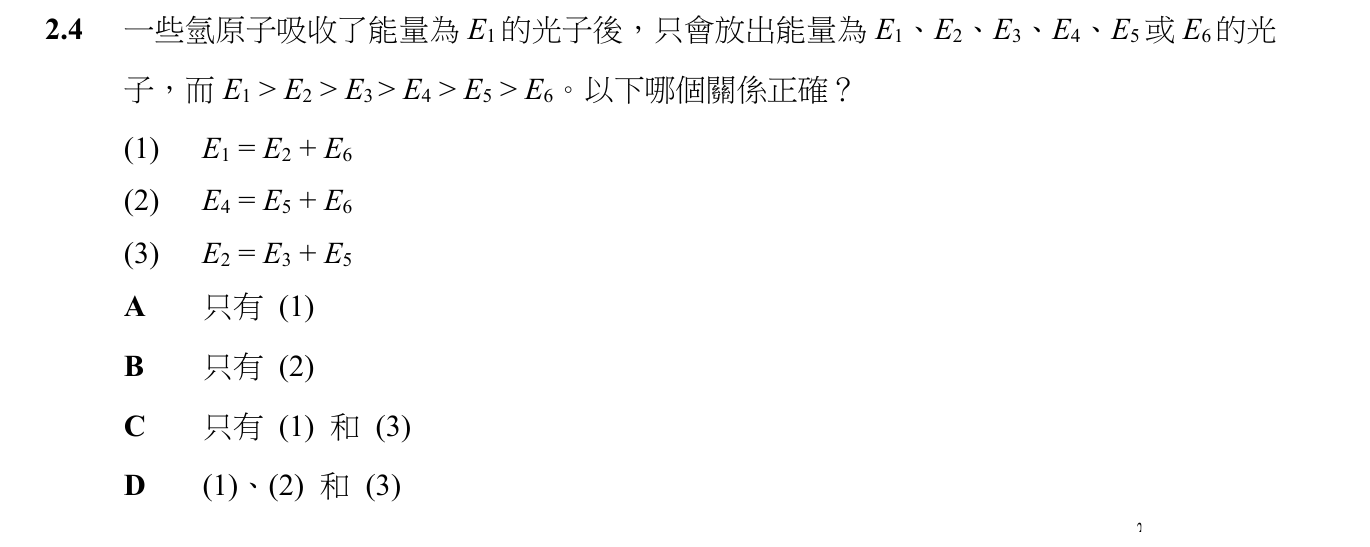 2.4 一些氫原子吸收了能量為 E₁ 的光子後，只會放出能量為 E₁、E₂、E₃、E₄、E₅ 或 E₆ 的光
子，而 E₁ > E₂ > E₃ > E₄ > E₅ > E₆。以下哪個關係正確？
(1) E₁ = E₂ + E₆
(2) E₄ = E₅ + E₆
(3) E₂ = E₃ + E₅
A 只有 (1)
B 只有 (2)
C 只有 (1) 和 (3)
D (1)、(2) 和 (3)